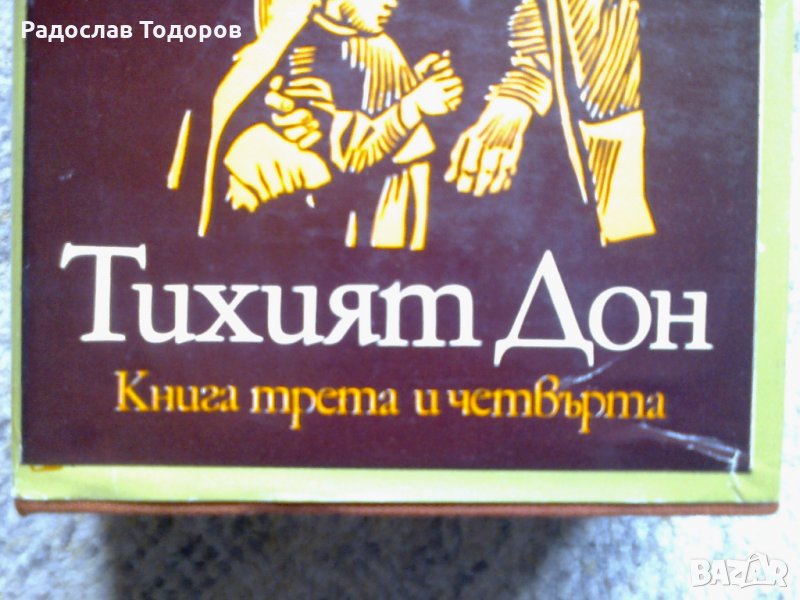 Радослав Тодоров
Тихият Дон
Книга трета и четвърта
BAZAR